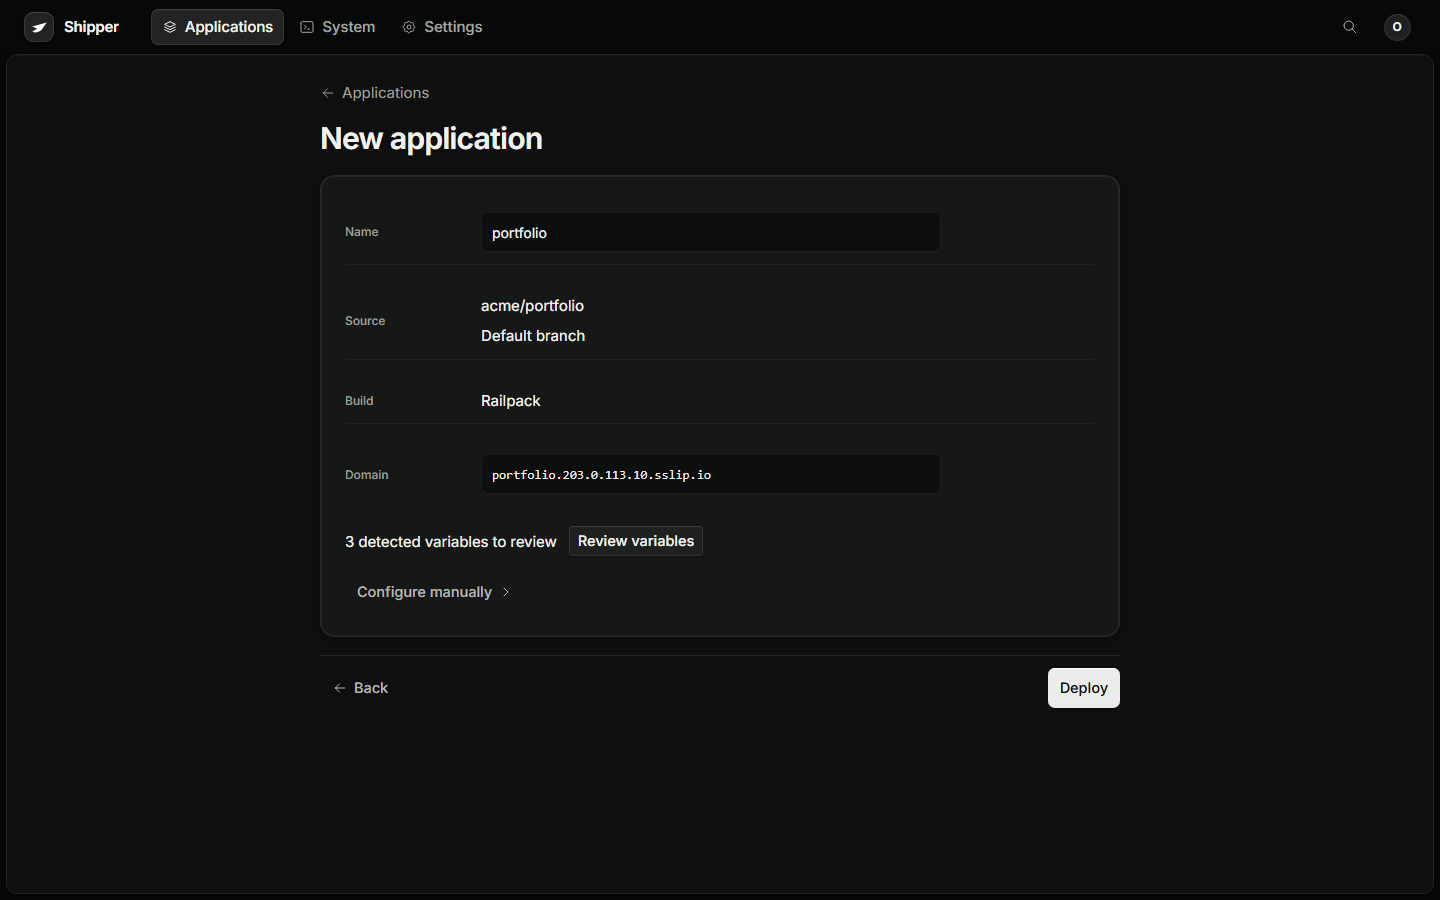 Shipper
Applications
System
Settings
O
Applications
New application
Name
portfolio
Source
acme/portfolio
Default branch
Build
Railpack
Domain
portfolio.203.0.113.10.sslip.io
3 detected variables to review
Review variables
Configure manually
Back
Deploy